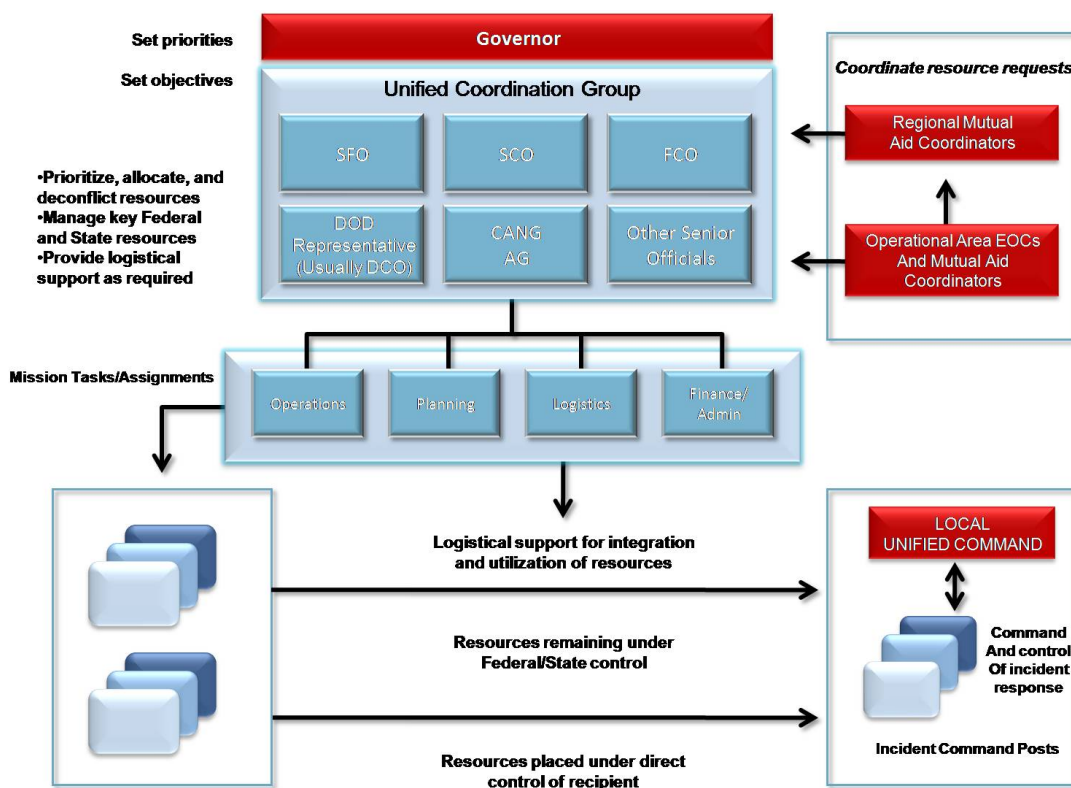 Set priorities
Governor
Set objectives
Unified Coordination Group
SFO
SCO
FCO
DOD
Representative
(Usually DCO)
CANG
AG
Other Senior
Officials
•Prioritize, allocate, and
deconflict resources
•Manage key Federal
and State resources
•Provide logistical
support as required
Coordinate resource requests
Regional Mutual
Aid Coordinators
Operational Area EOCs
And Mutual Aid
Coordinators
Mission Tasks/Assignments
Operations
Planning
Logistics
Finance/
Admin
Logistical support for integration
and utilization of resources
Resources remaining under
Federal/State control
Resources placed under direct
control of recipient
LOCAL
UNIFIED COMMAND
Command
And control
Of incident
response
Incident Command Posts